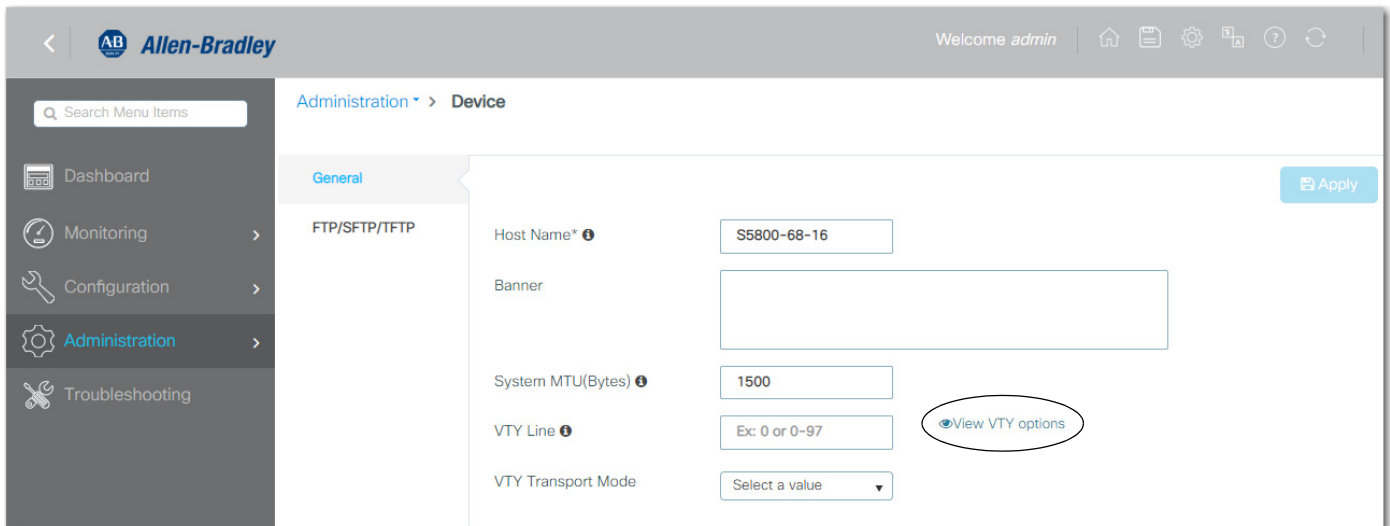 AB Allen-Bradley
Welcome admin
Search Menu Items
Administration > Device
Dashboard
General
Apply
Monitoring
FTP/SFTP/TFTP
Host Name*
S5800-68-16
Configuration
Banner
Administration
System MTU(Bytes)
1500
Troubleshooting
VTY Line
Ex: 0 or 0-97
View VTY options
VTY Transport Mode
Select a value